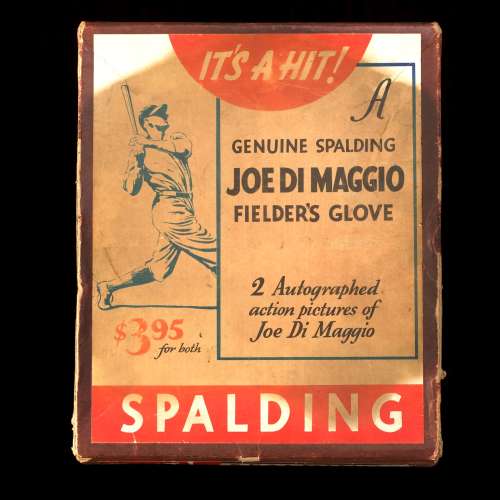 IT'S A HIT!
A
GENUINE SPALDING
JOE DI MAGGIO
FIELDER'S GLOVE
2 Autographed
action pictures of
Joe Di Maggio
$3.95
for both
SPALDING